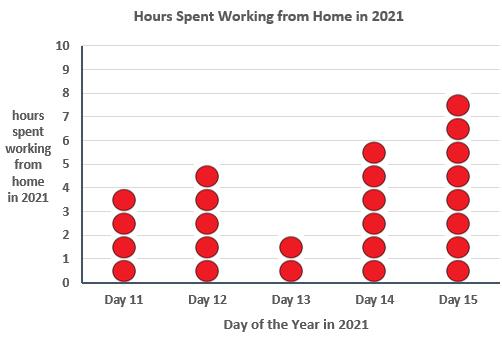 Hours Spent Working from Home in 2021
10
9
8
7
6
5
4
3
2
1
0
hours
spent
working
from
home
in 2021
Day 11 Day 12 Day 13 Day 14 Day 15
Day of the Year in 2021